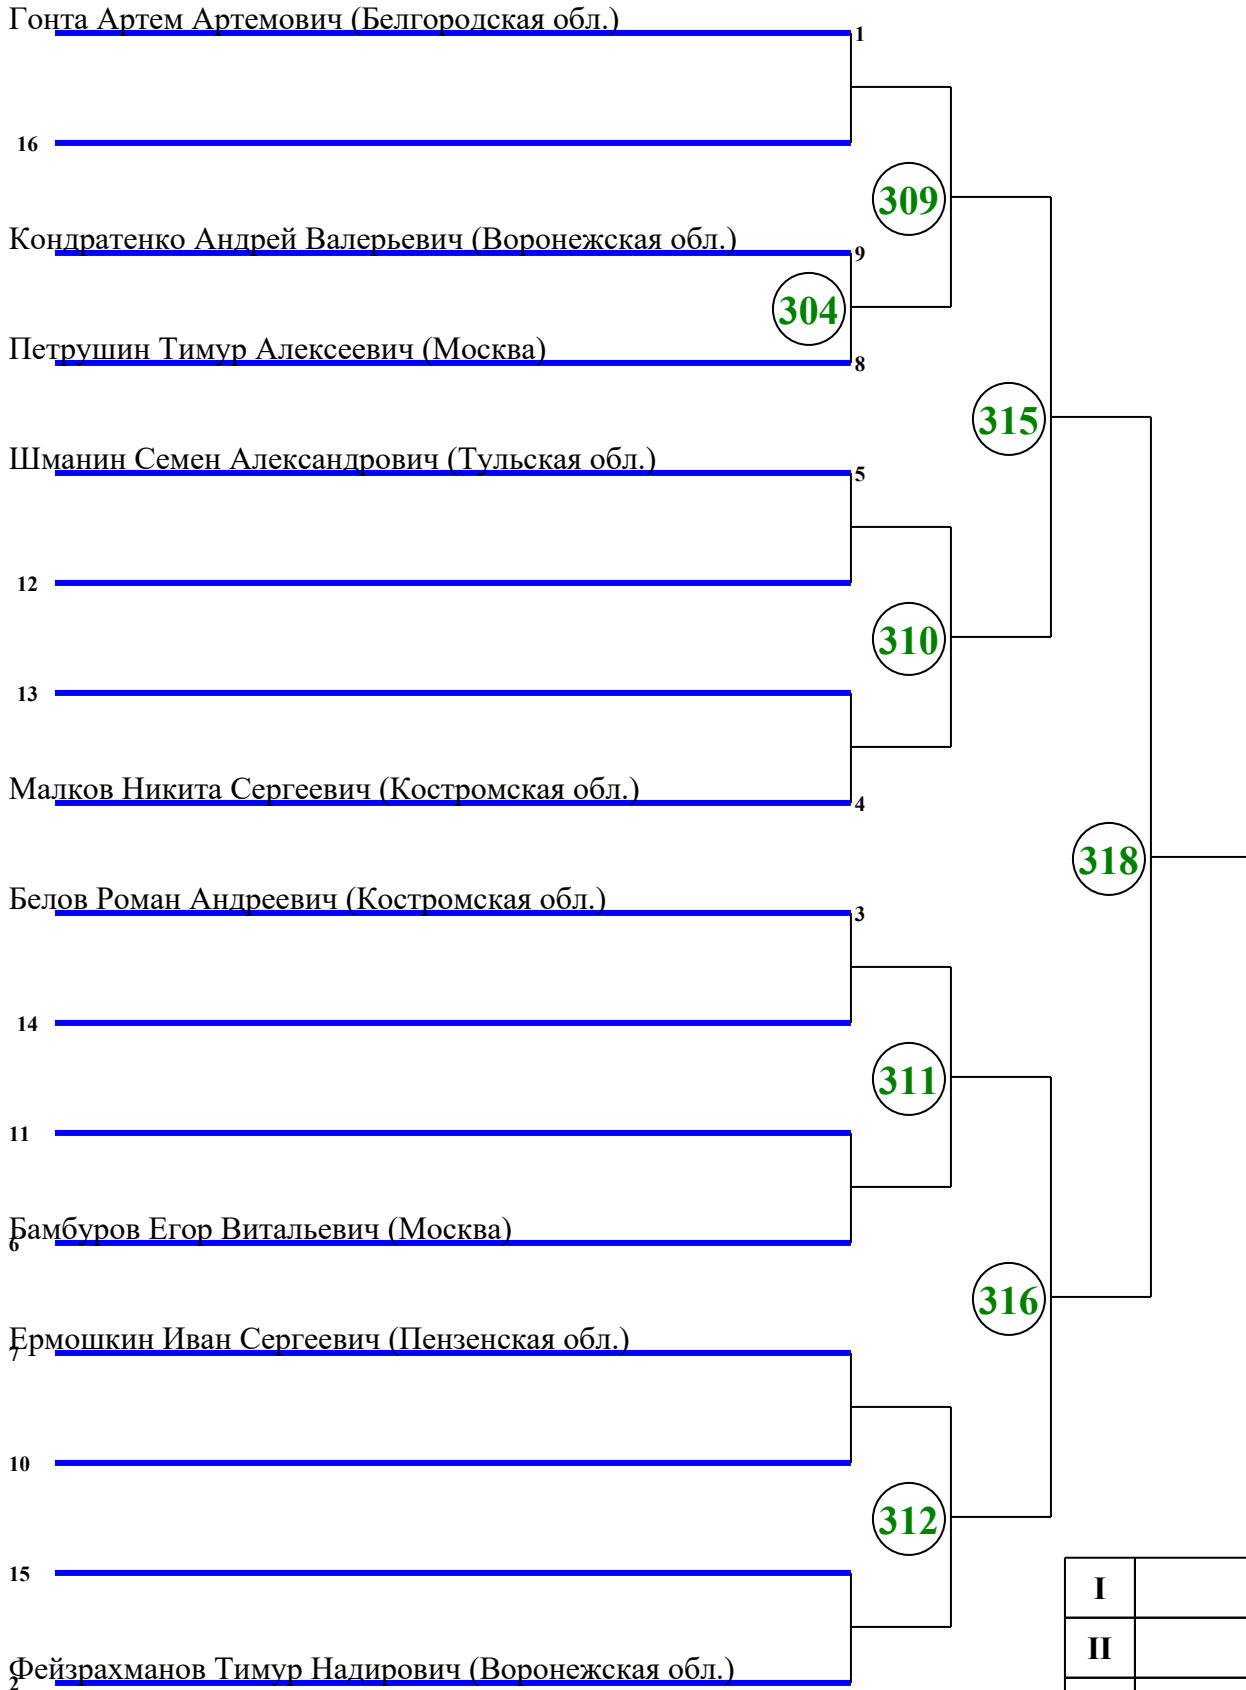 Гонта Артем Артемович (Белгородская обл.)
1
16
309
Кондратенко Андрей Валерьевич (Воронежская обл.)
9
304
Петрушин Тимур Алексеевич (Москва)
8
315
Шманин Семен Александрович (Тульская обл.)
5
12
310
13
Малков Никита Сергеевич (Костромская обл.)
4
318
Белов Роман Андреевич (Костромская обл.)
3
14
311
11
Бамбуров Егор Витальевич (Москва)
6
316
Ермошкин Иван Сергеевич (Пензенская обл.)
7
10
312
15
I
II
Фейзрахманов Тимур Надирович (Воронежская обл.)
2